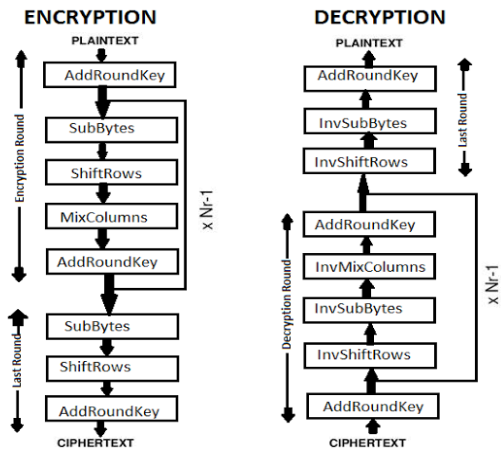 ENCRYPTION
PLAINTEXT
AddRoundKey
SubBytes
ShiftRows
MixColumns
AddRoundKey
SubBytes
ShiftRows
AddRoundKey
CIPHERTEXT
Encryption Round
Last Round
x Nr-1
DECRYPTION
PLAINTEXT
AddRoundKey
InvSubBytes
InvShiftRows
AddRoundKey
InvMixColumns
InvSubBytes
InvShiftRows
AddRoundKey
CIPHERTEXT
Last Round
Decryption Round
x Nr-1